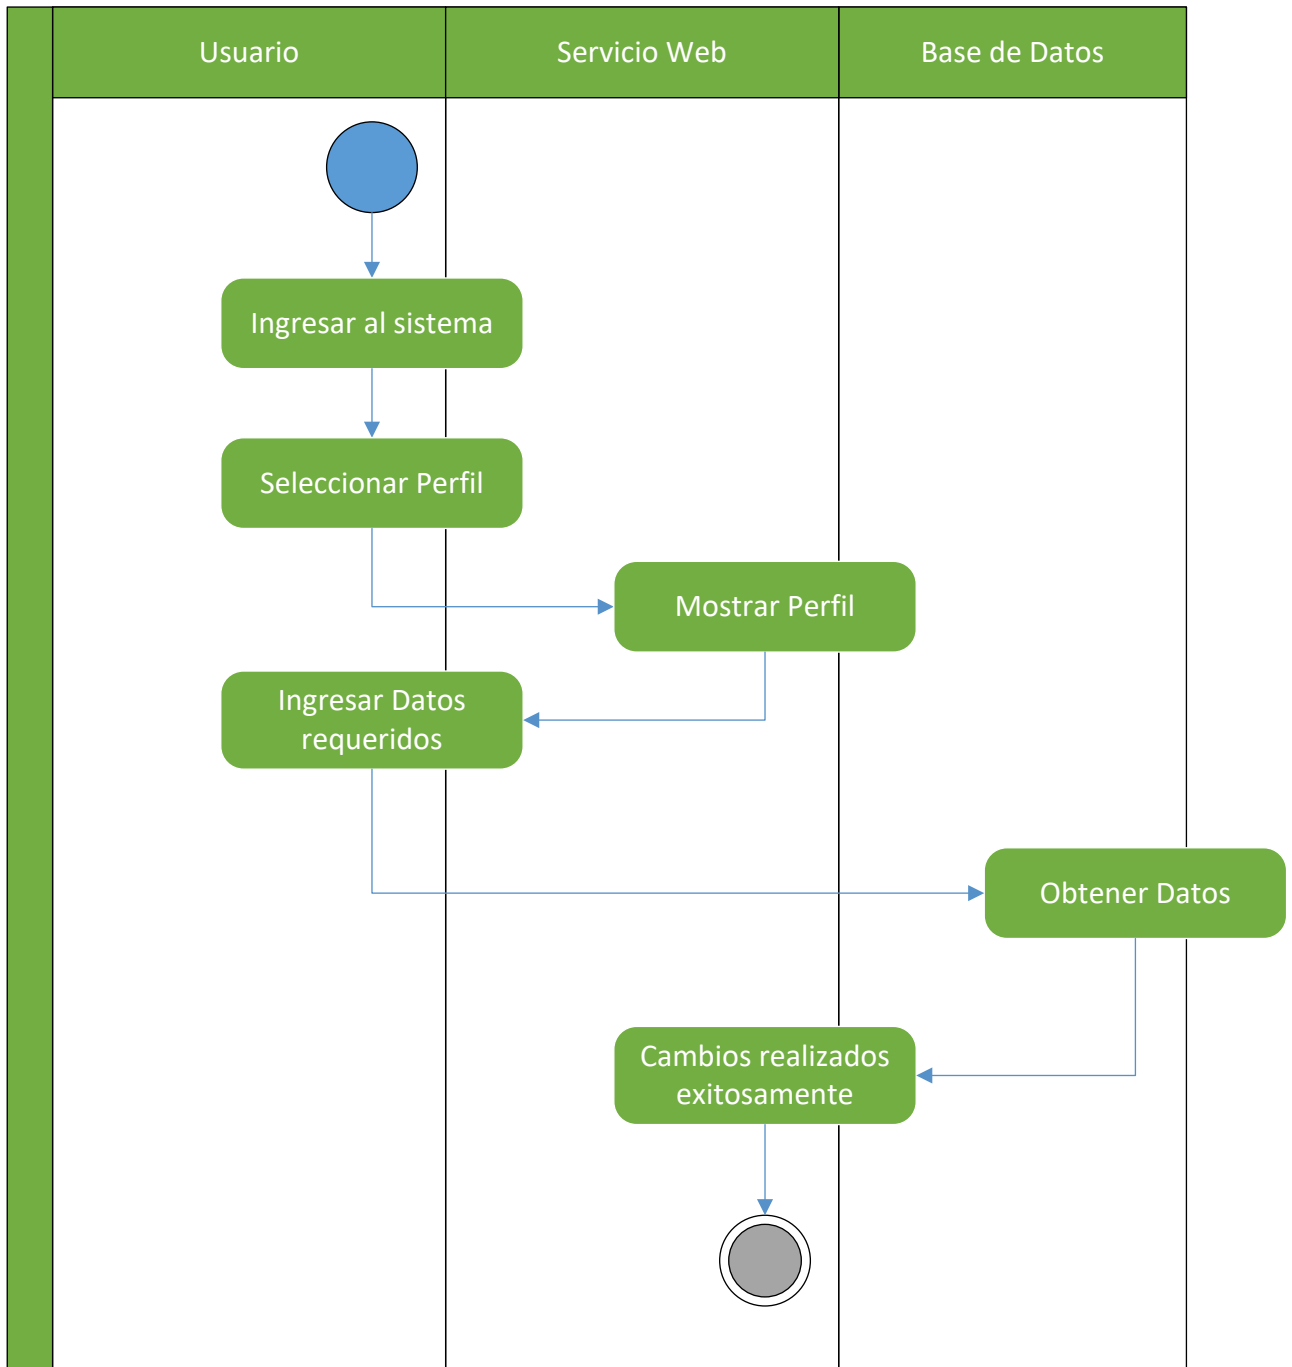 Usuario
Servicio Web
Base de Datos
Ingresar al sistema
Seleccionar Perfil
Mostrar Perfil
Ingresar Datos
requeridos
Obtener Datos
Cambios realizados
exitosamente